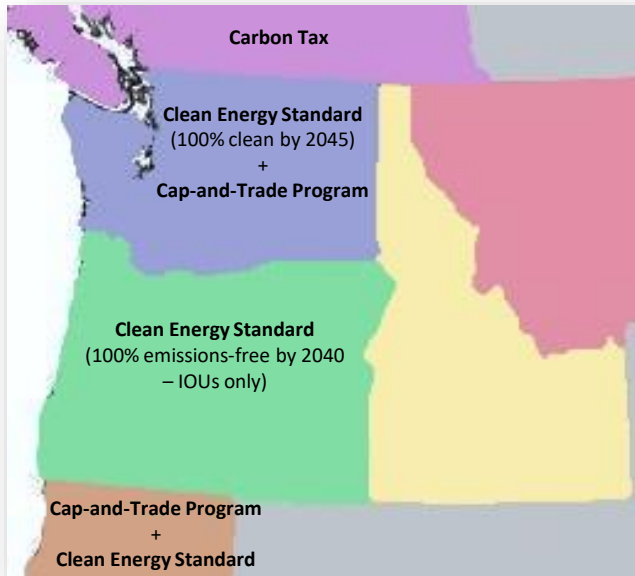 Carbon Tax
Clean Energy Standard
(100% clean by 2045)
+
Cap-and-Trade Program
Clean Energy Standard
(100% emissions-free by 2040
– IOUs only)
Cap-and-Trade Program
+
Clean Energy Standard